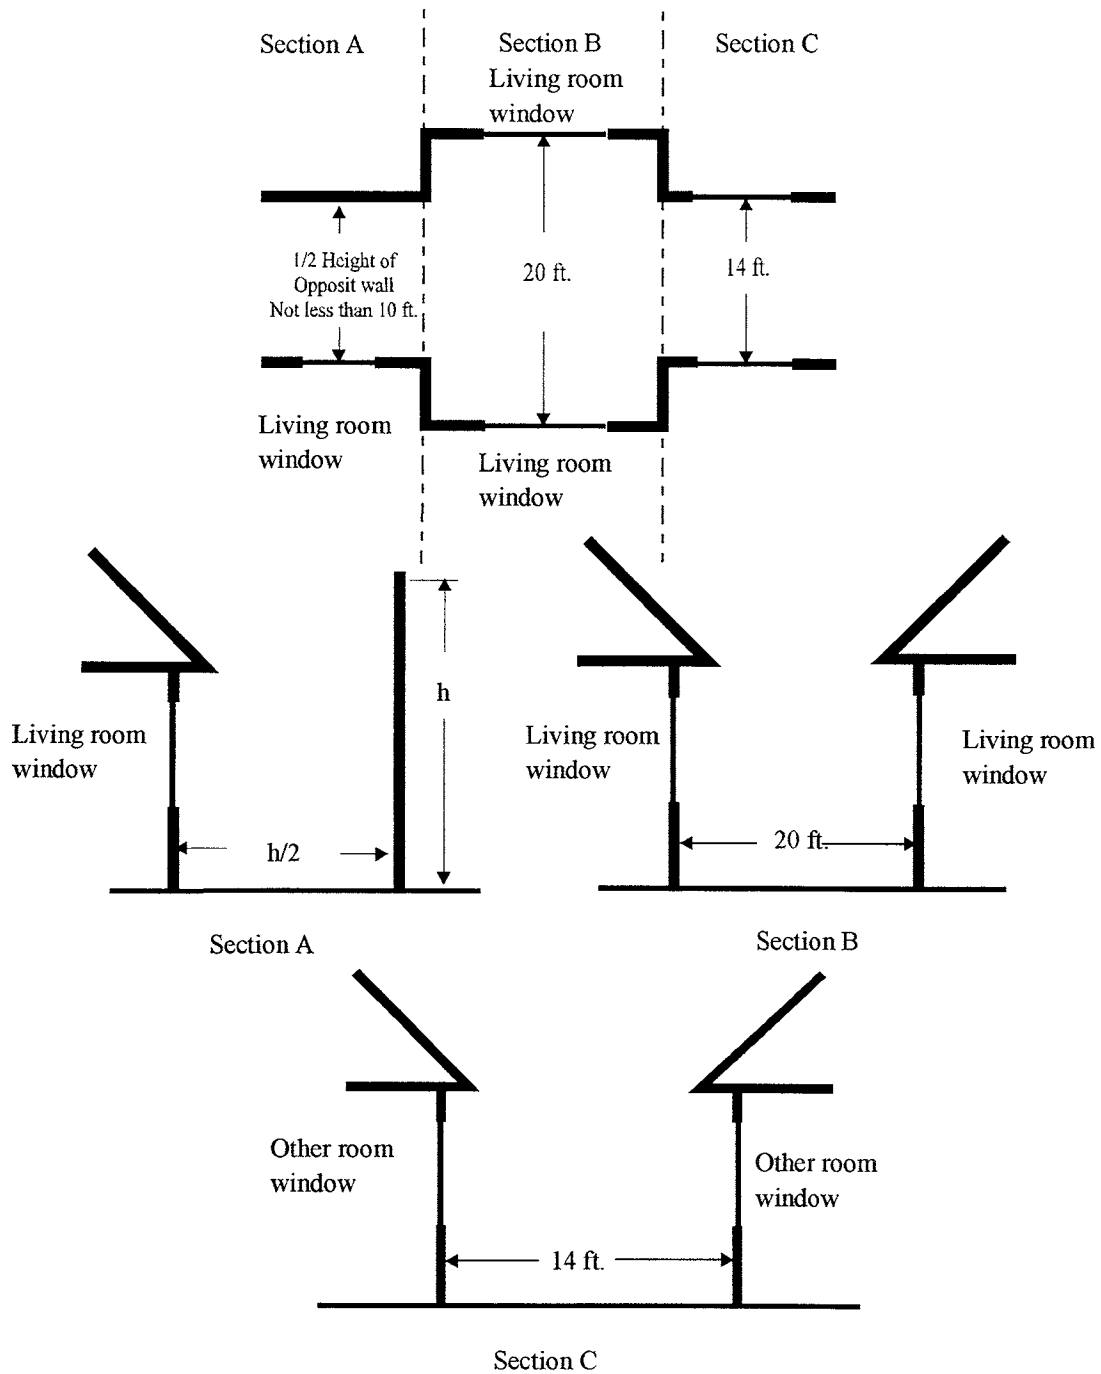 Section A
Section B
Section C
Living room
window
1/2 Height of
Opposit wall
Not less than 10 ft.
20 ft.
14 ft.
Living room
window
Living room
window
h
Living room
window
h/2
Living room
window
Living room
window
20 ft.
Section A
Section B
Other room
window
Other room
window
14 ft.
Section C